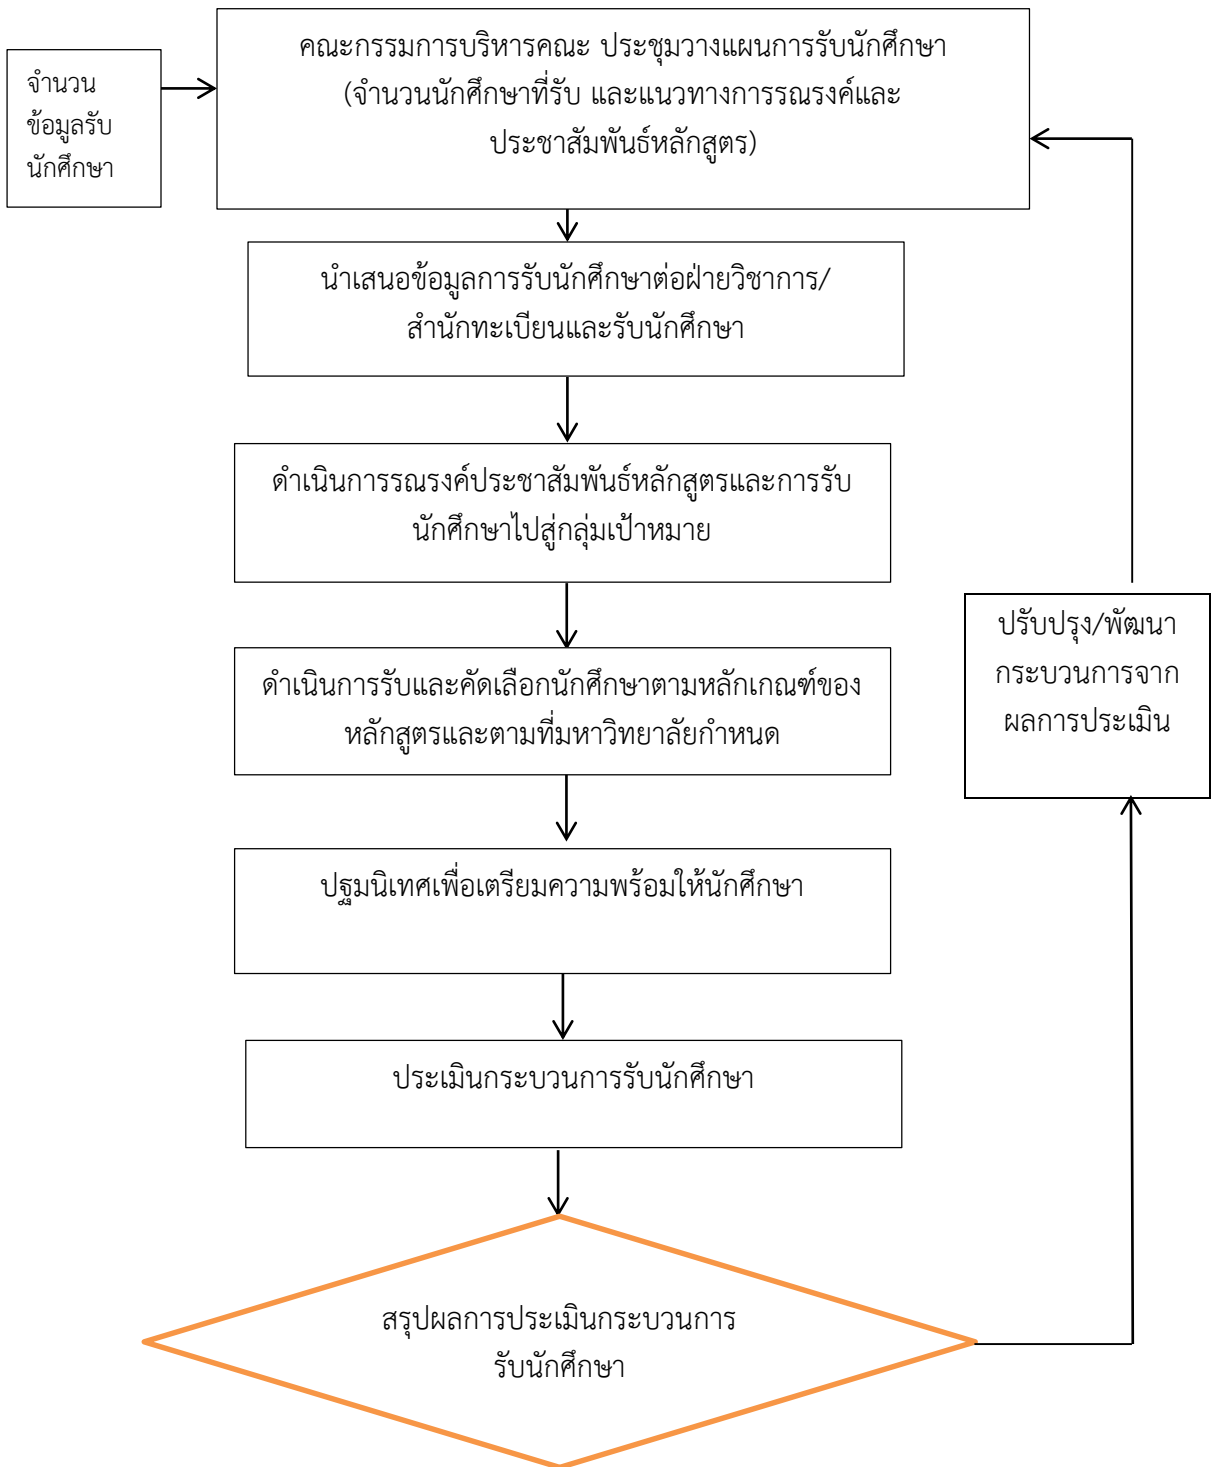 จำนวน
ข้อมูลรับ
นักศึกษา
คณะกรรมการบริหารคณะ ประชุมวางแผนการรับนักศึกษา
(จำนวนนักศึกษาที่รับ และแนวทางการรณรงค์และ
ประชาสัมพันธ์หลักสูตร)
นำเสนอข้อมูลการรับนักศึกษาต่อฝ่ายวิชาการ/
สำนักทะเบียนและรับนักศึกษา
ดำเนินการรณรงค์ประชาสัมพันธ์หลักสูตรและการรับ
นักศึกษาไปสู่กลุ่มเป้าหมาย
ดำเนินการรับและคัดเลือกนักศึกษาตามหลักเกณฑ์ของ
หลักสูตรและตามที่มหาวิทยาลัยกำหนด
ปฐมนิเทศเพื่อเตรียมความพร้อมให้นักศึกษา
ประเมินกระบวนการรับนักศึกษา
สรุปผลการประเมินกระบวนการ
รับนักศึกษา
ปรับปรุง/พัฒนา
กระบวนการจาก
ผลการประเมิน